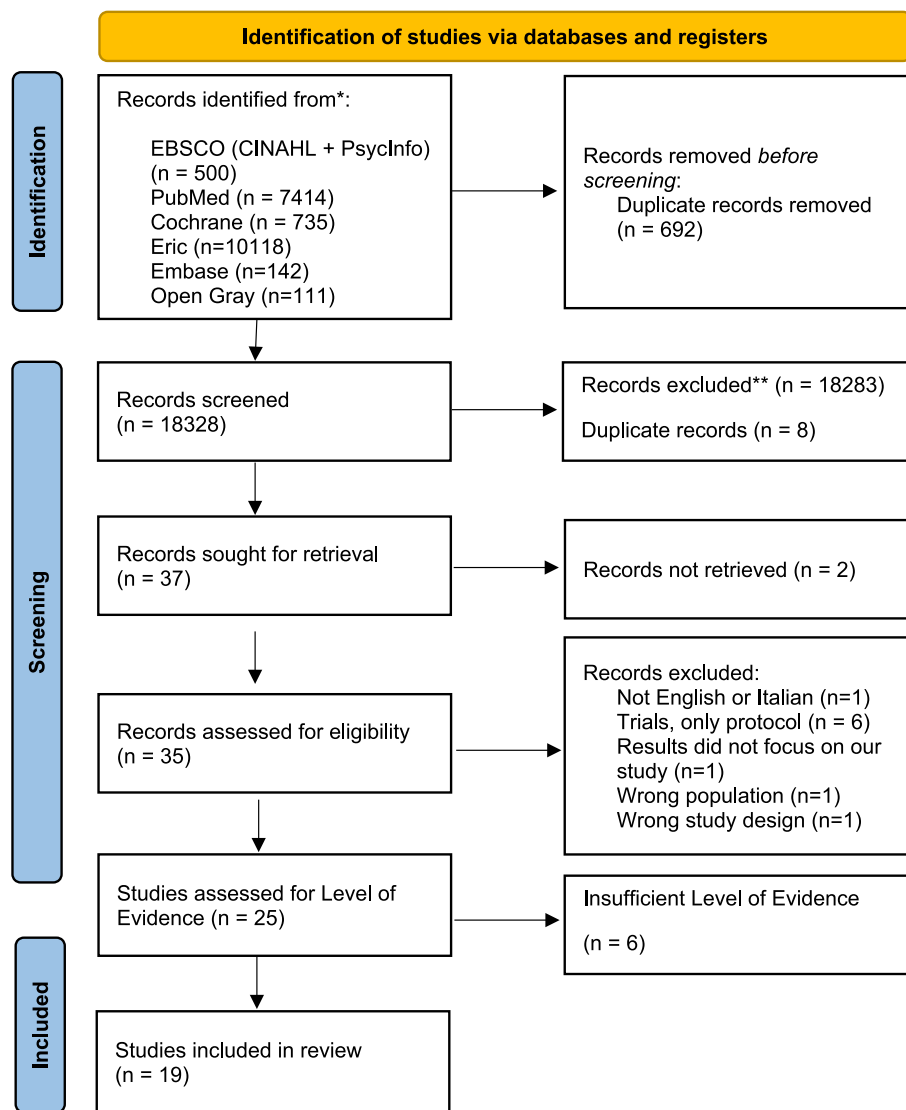 Identification of studies via databases and registers
Identification
Records identified from*:
EBSCO (CINAHL + PsycInfo)
(n = 500)
PubMed (n = 7414)
Cochrane (n = 735)
Eric (n=10118)
Embase (n=142)
Open Gray (n=111)
Records removed before
screening:
Duplicate records removed
(n = 692)
Screening
Records screened
(n = 18328)
Records excluded** (n = 18283)
Duplicate records (n = 8)
Records sought for retrieval
(n = 37)
Records not retrieved (n = 2)
Records assessed for eligibility
(n = 35)
Records excluded:
Not English or Italian (n=1)
Trials, only protocol (n = 6)
Results did not focus on our
study (n=1)
Wrong population (n=1)
Wrong study design (n=1)
Studies assessed for Level of
Evidence (n = 25)
Insufficient Level of Evidence
(n = 6)
Included
Studies included in review
(n = 19)